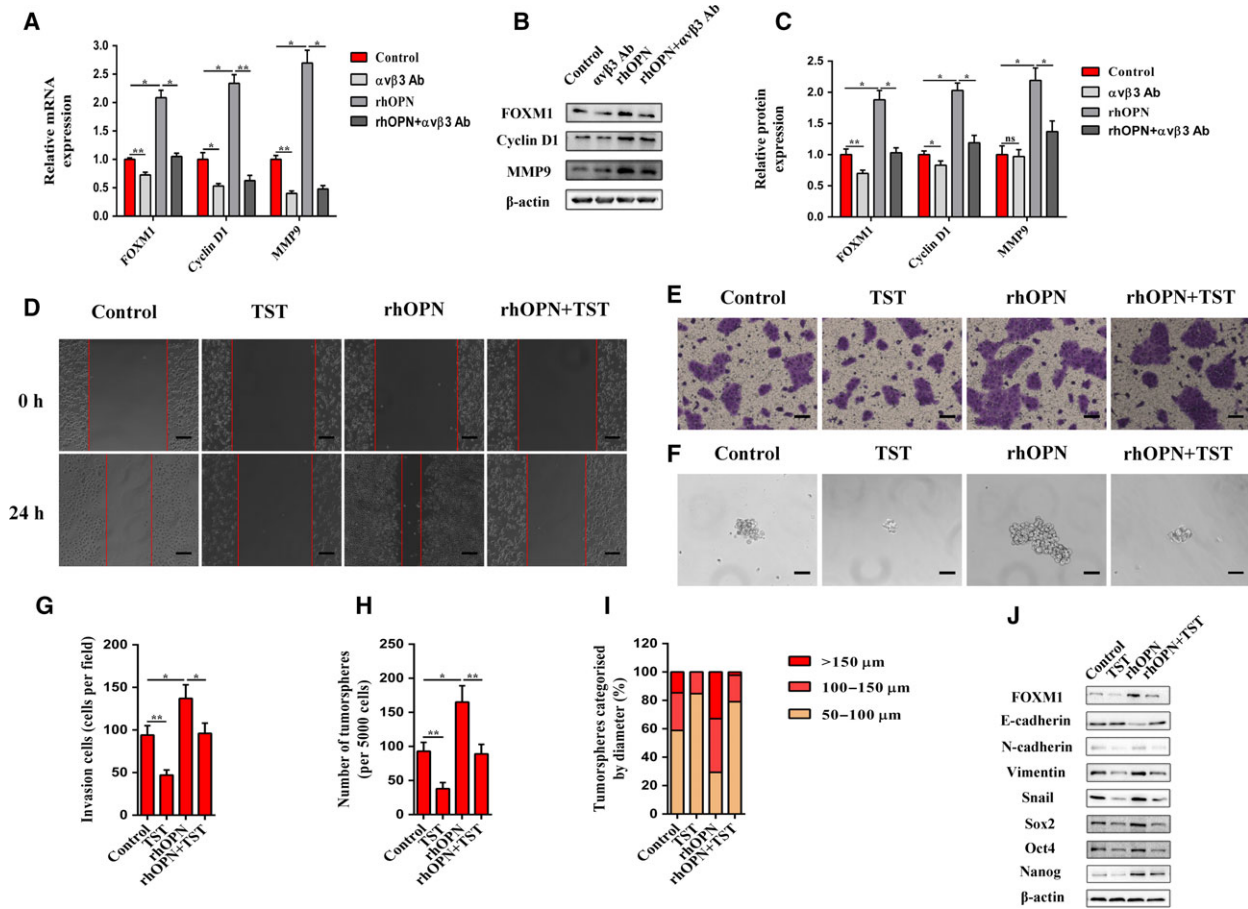 A
Relative mRNA
expression
3.0
2.5
2.0
1.5
1.0
0.5
0.0
* * * ** * *
** * **
FOXM1
Cyclin D1
MMP9
Control
αvβ3 Ab
rhOPN
rhOPN+αvβ3 Ab
B
Control
αvβ3 Ab
rhOPN
rhOPN+αvβ3 Ab
FOXM1
Cyclin D1
MMP9
β-actin
C
Relative protein
expression
2.5
2.0
1.5
1.0
0.5
0.0
* * * * * *
** * ns
FOXM1
Cyclin D1
MMP9
Control
αvβ3 Ab
rhOPN
rhOPN+αvβ3 Ab
D
Control TST rhOPN rhOPN+TST
0 h
24 h
E
Control TST rhOPN rhOPN+TST
F
Control TST rhOPN rhOPN+TST
G
Invasion cells (cells per field)
200
150
100
50
0
* *
**
Control
TST
rhOPN
rhOPN+TST
H
Number of tumorspheres
(per 5000 cells)
250
200
150
100
50
0
* **
**
Control
TST
rhOPN
rhOPN+TST
I
Tumorspheres categorised
by diameter (%)
120
100
80
60
40
20
0
Control
TST
rhOPN
rhOPN+TST
>150 μm
100–150 μm
50–100 μm
J
Control
TST
rhOPN
rhOPN+TST
FOXM1
E-cadherin
N-cadherin
Vimentin
Snail
Sox2
Oct4
Nanog
β-actin